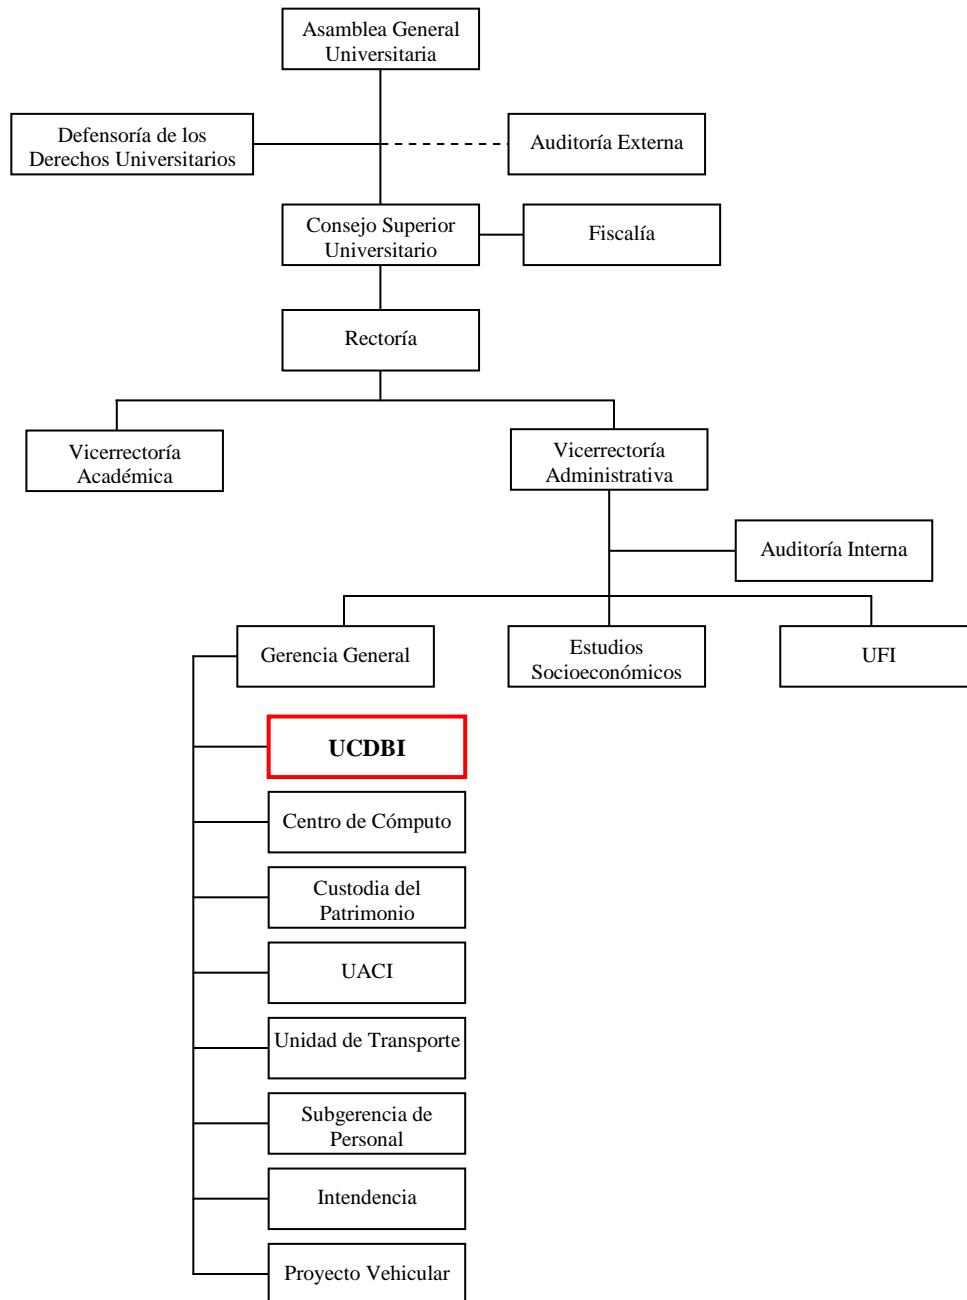 Asamblea General
Universitaria
Defensoría de los
Derechos Universitarios
Auditoría Externa
Consejo Superior
Universitario
Fiscalía
Rectoría
Vicerrectoría
Académica
Vicerrectoría
Administrativa
Auditoría Interna
Gerencia General
Estudios
Socioeconómicos
UFI
UCDBI
Centro de Cómputo
Custodia del
Patrimonio
UACI
Unidad de Transporte
Subgerencia de
Personal
Intendencia
Proyecto Vehicular